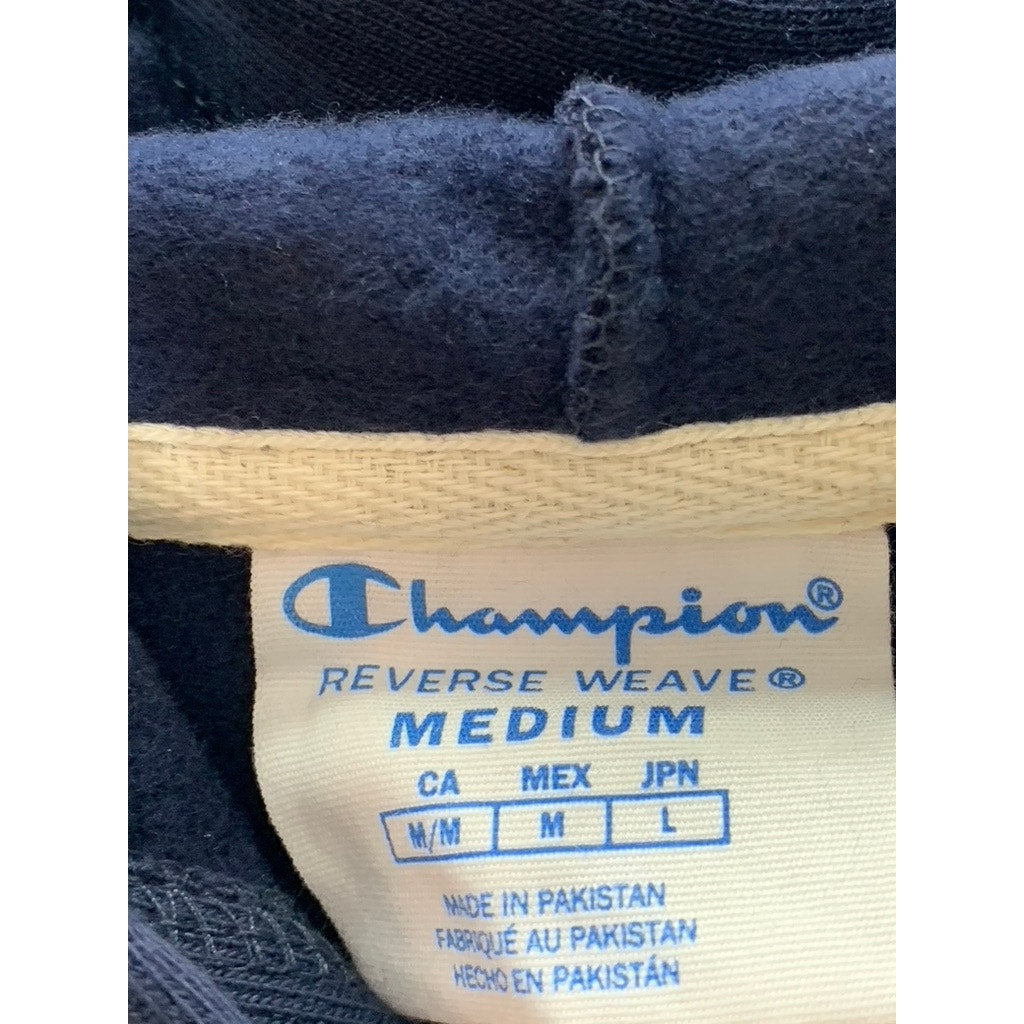 Champion®
REVERSE WEAVE®
MEDIUM
CA MEX JPN
M/M M L
MADE IN PAKISTAN
FABRIQUÉ AU PAKISTAN
HECHO EN PAKISTÁN